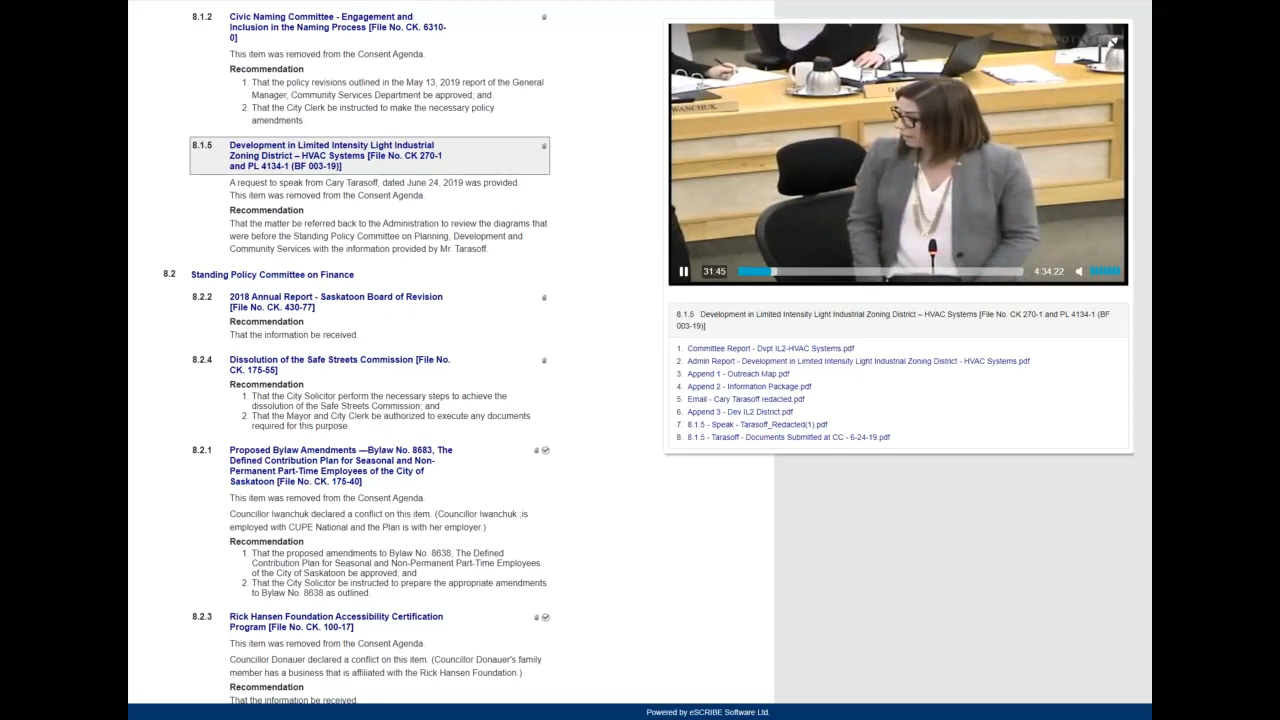 8.1.2 Civic Naming Committee - Engagement and
Inclusion in the Naming Process [File No. CK. 6310-
0]
This item was removed from the Consent Agenda.
Recommendation
1. That the policy revisions outlined in the May 13, 2019 report of the General
Manager, Community Services Department be approved; and
2. That the City Clerk be instructed to make the necessary policy
amendments.
8.1.5 Development in Limited Intensity Light Industrial
Zoning District – HVAC Systems [File No. CK 270-1
and PL 4134-1 (BF 003-19)]
A request to speak from Cary Tarasoff, dated June 24, 2019 was provided.
This item was removed from the Consent Agenda.
Recommendation
That the matter be referred back to the Administration to review the diagrams that
were before the Standing Policy Committee on Planning, Development and
Community Services with the information provided by Mr. Tarasoff.
8.2 Standing Policy Committee on Finance
8.2.2 2018 Annual Report - Saskatoon Board of Revision
[File No. CK. 430-77]
Recommendation
That the information be received.
8.2.4 Dissolution of the Safe Streets Commission [File No.
CK. 175-55]
Recommendation
1. That the City Solicitor perform the necessary steps to achieve the
dissolution of the Safe Streets Commission; and
2. That the Mayor and City Clerk be authorized to execute any documents
required for this purpose.
8.2.1 Proposed Bylaw Amendments —Bylaw No. 8683, The
Defined Contribution Plan for Seasonal and Non-
Permanent Part-Time Employees of the City of
Saskatoon [File No. CK. 175-40]
This item was removed from the Consent Agenda.
Councillor Iwanchuk declared a conflict on this item. (Councillor Iwanchuk ;is
employed with CUPE National and the Plan is with her employer.)
Recommendation
1. That the proposed amendments to Bylaw No. 8638, The Defined
Contribution Plan for Seasonal and Non-Permanent Part-Time Employees
of the City of Saskatoon be approved; and
2. That the City Solicitor be instructed to prepare the appropriate amendments
to Bylaw No. 8638 as outlined.
8.2.3 Rick Hansen Foundation Accessibility Certification
Program [File No. CK. 100-17]
This item was removed from the Consent Agenda.
Councillor Donauer declared a conflict on this item. (Councillor Donauer's family
member has a business that is affiliated with the Rick Hansen Foundation.)
Recommendation
That the information be received.
WANCHUK
31:45
4:34.22
8.1.5 Development in Limited Intensity Light Industrial Zoning District – HVAC Systems [File No. CK 270-1 and PL 4134-1 (BF
003-19)]
1. Committee Report - Dvpt IL2-HVAC Systems.pdf
2. Admin Report - Development in Limited Intensity Light Industrial Zoning District - HVAC Systems.pdf
3. Append 1 - Outreach Map.pdf
4. Append 2 - Information Package.pdf
5. Email - Cary Tarasoff redacted.pdf
6. Append 3 - Dev IL2 District.pdf
7. 8.1.5 - Speak - Tarasoff_Redacted(1).pdf
8. 8.1.5 - Tarasoff - Documents Submitted at CC - 6-24-19.pdf
Powered by eSCRIBE Software Ltd.